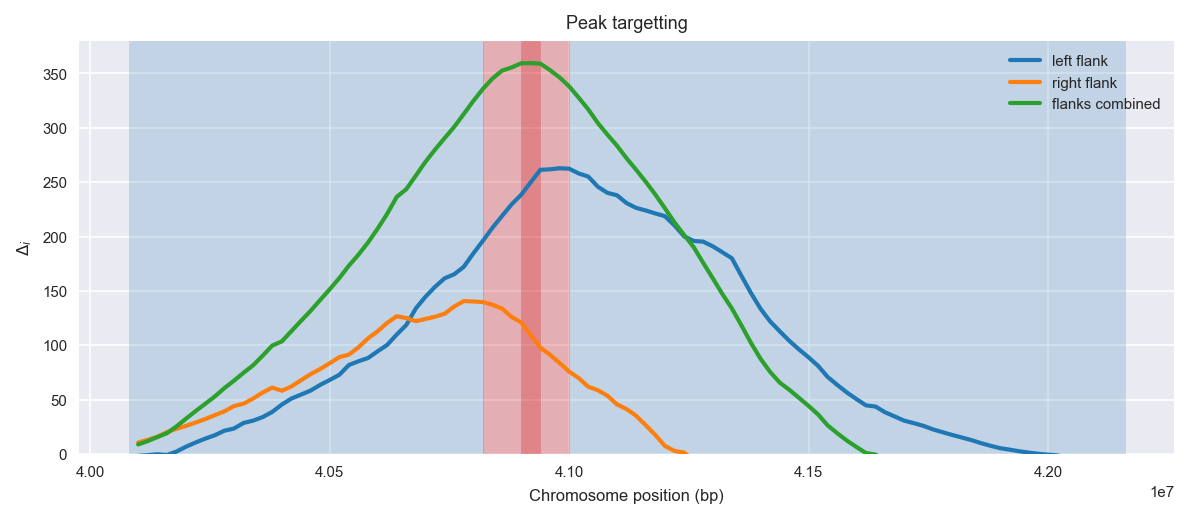 Peak targetting
350
300
250
200
150
100
50
0
Δi
left flank
right flank
flanks combined
4.00
4.05
4.10
4.15
4.20
1e7
Chromosome position (bp)